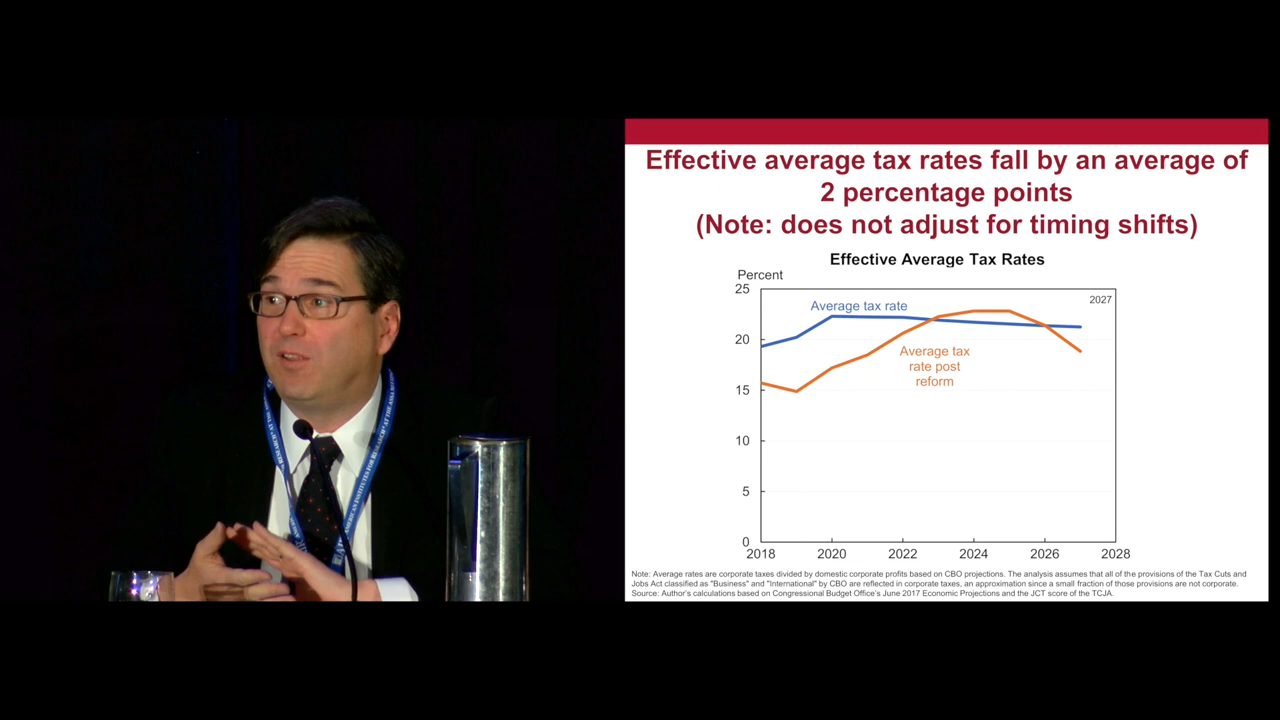 Effective average tax rates fall by an average of
2 percentage points
(Note: does not adjust for timing shifts)
Effective Average Tax Rates
Percent
25
2027
Average tax rate
20
Average tax
rate post
reform
15
10
5
0
2018 2020 2022 2024 2026 2028
Note: Average rates are corporate taxes divided by domestic corporate profits based on CBO projections. The analysis assumes that all of the provisions of the Tax Cuts and
Jobs Act classified as "Business" and "International" by CBO are reflected in corporate taxes, an approximation since a small fraction of those provisions are not corporate.
Source: Author's calculations based on Congressional Budget Office's June 2017 Economic Projections and the JCT score of the TCJA.
AMERICAN INSTITUTES FOR RESEARCH